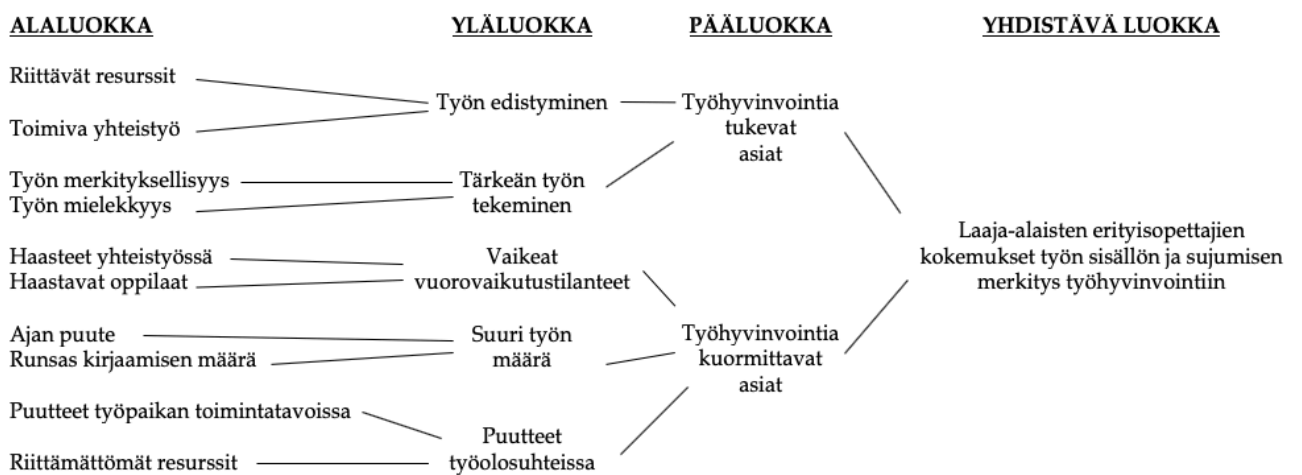 ALALUOKKA YLÄLUOKKA PÄÄLUOKKA YHDISTÄVÄ LUOKKA
Riittävät resurssit
Toimiva yhteistyö
Työn merkityksellisyys
Työn mielekkyys
Haasteet yhteistyössä
Haastavat oppilaat
Ajan puute
Runsas kirjaamisen määrä
Puutteet työpaikan toimintatavoissa
Riittämättömät resurssit
Työn edistyminen
Tärkeän työn
tekeminen
Vaikeat
vuorovaikutustilanteet
Suuri työn
määrä
Puutteet
työolosuhteissa
Työhyvinvointia
tukevat
asiat
Työhyvinvointia
kuormittavat
asiat
Laaja-alaisten erityisopettajien
kokemukset työn sisällön ja sujumisen
merkitys työhyvinvointiin